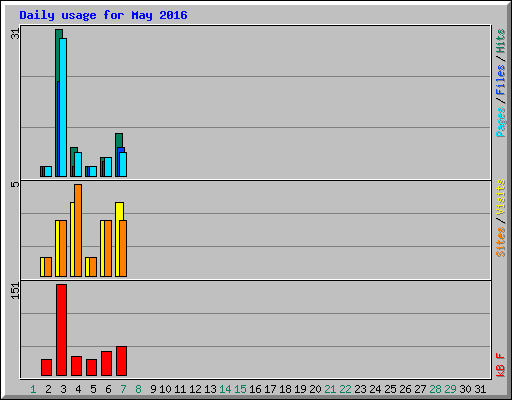 Daily usage for May 2016
31
Pages/Files/Hits
5
Sites/Visits
151
kB F
1 2 3 4 5 6 7 8 9 10 11 12 13 14 15 16 17 18 19 20 21 22 23 24 25 26 27 28 29 30 31